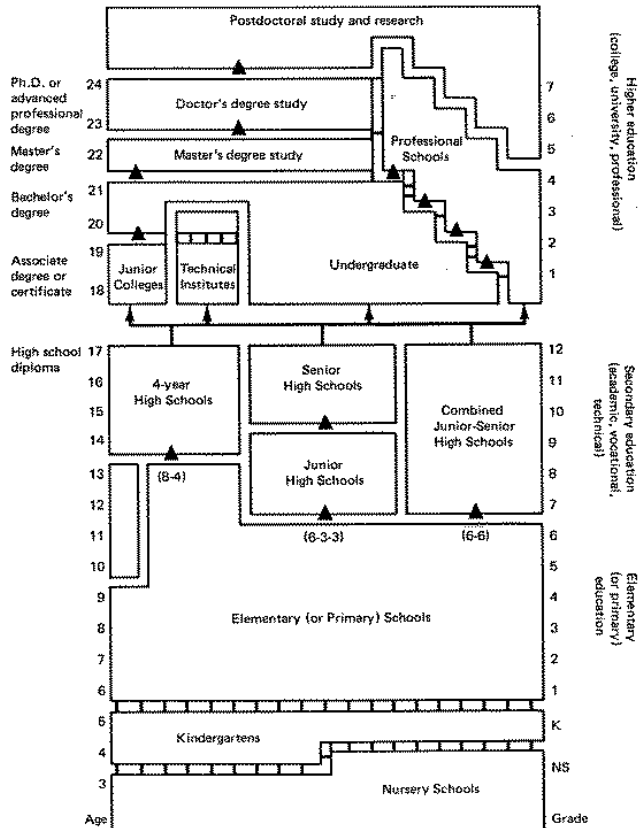 Postdoctoral study and research
Ph.D. or
advanced
professional
degree
24
23
Doctor's degree study
7
6
Master's
degree
22
Master's degree study
Professional
Schools
5
Bachelor's
degree
21
20
4
3
Associate
degree or
certificate
19
18
Junior
Colleges
Technical
Institutes
Undergraduate
2
1
Higher education
(college, university, professional)
High school
diploma
17
16
15
14
4-year
High Schools
(8-4)
Senior
High Schools
Junior
High Schools
(6-3-3)
Combined
Junior-Senior
High Schools
(6-6)
12
11
10
9
8
7
Secondary education
(academic, vocational,
technical)
13
12
11
10
9
8
7
6
Elementary (or Primary) Schools
6
5
4
3
2
1
Elementary
(or primary)
education
5
4
Kindergartens
K
3
Nursery Schools
NS
Age
Grade